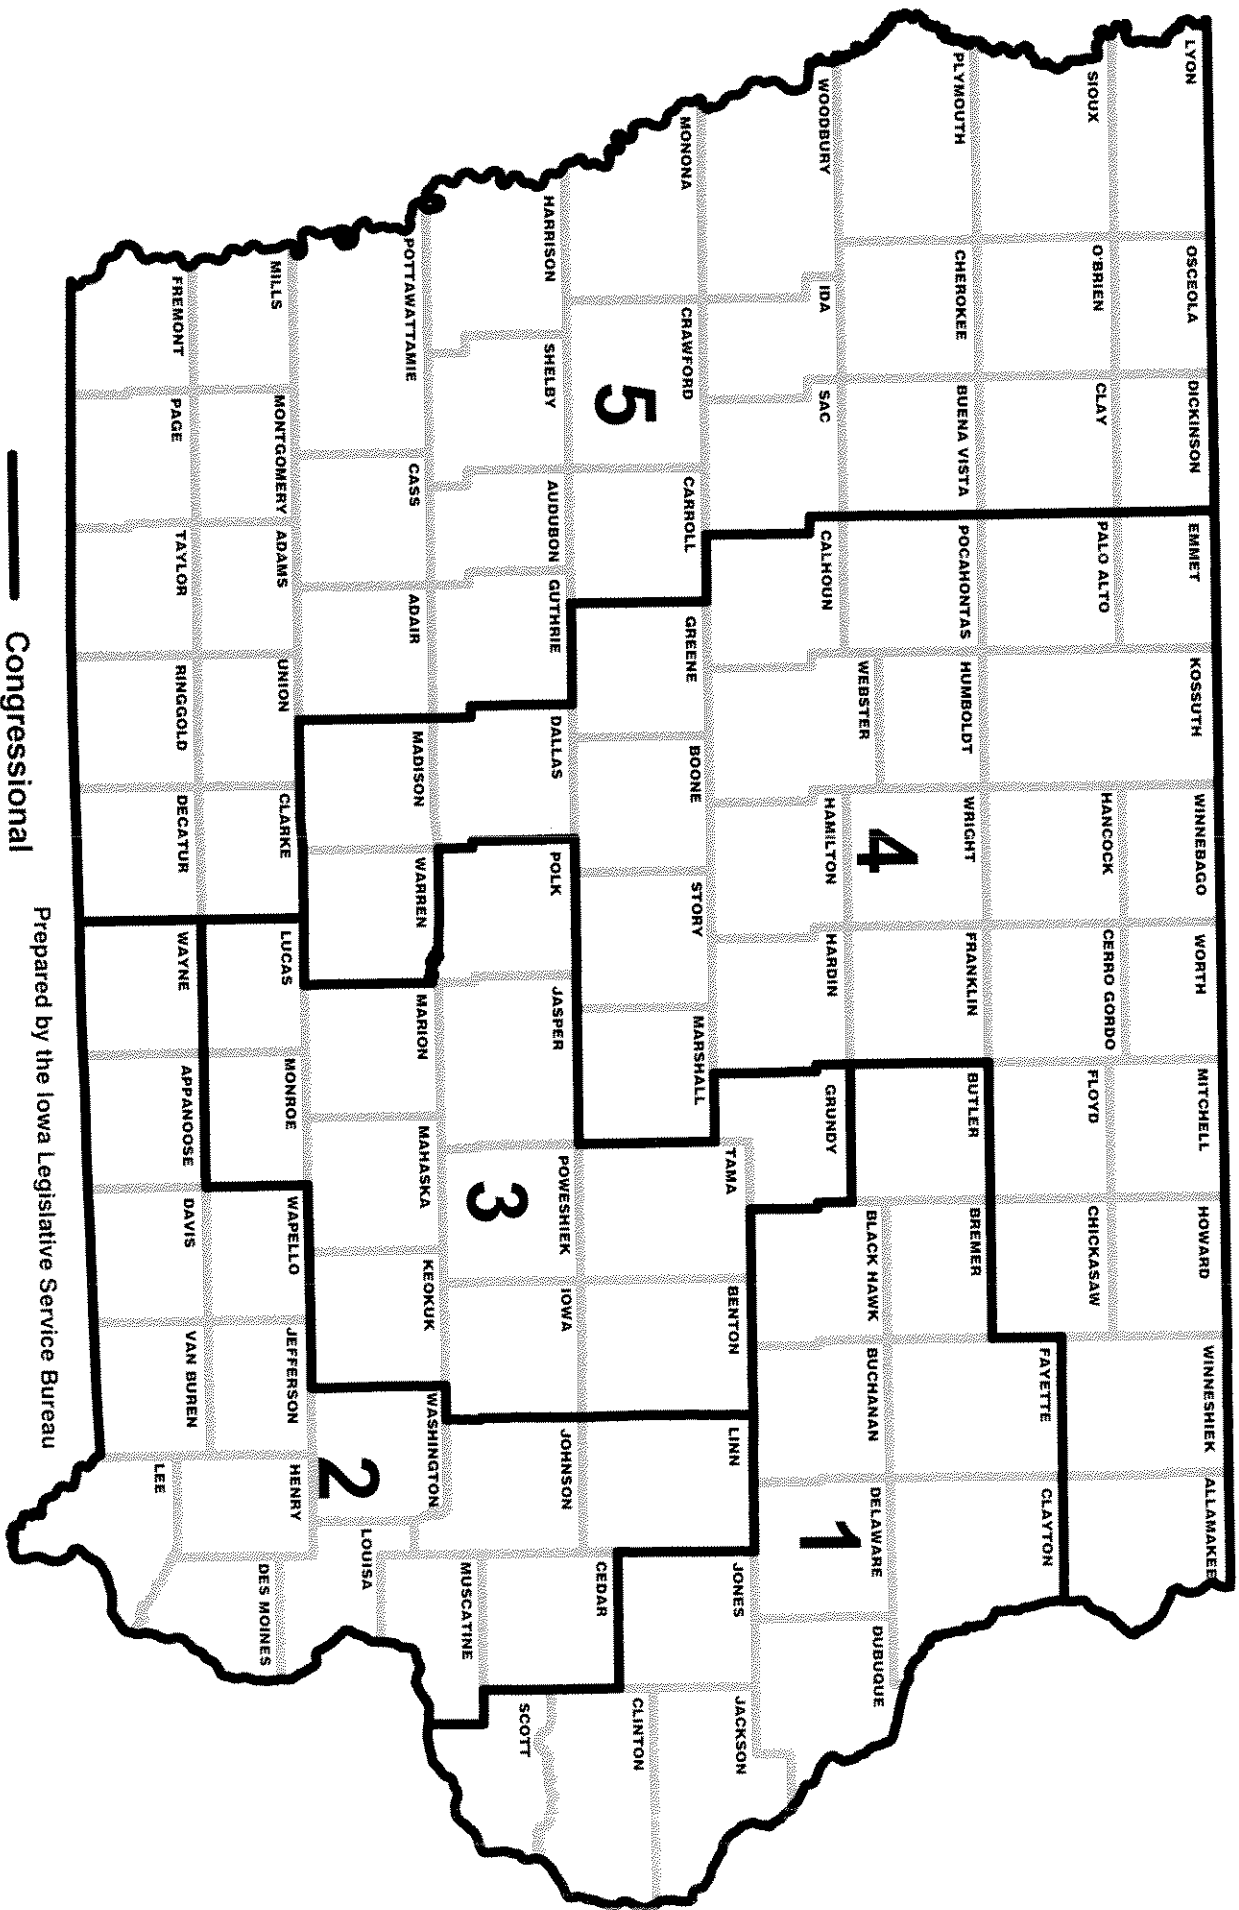 LYON
OSCEOLA
DICKINSON
EMMET
KOSSUTH
WINNEBAGO
WORTH
MITCHELL
HOWARD
WINNESHIEK
ALLAMAKEE
SIOUX
O'BRIEN
CLAY
PALO ALTO
HANCOCK
CERRO GORDO
FLOYD
CHICKASAW
FAYETTE
CLAYTON
PLYMOUTH
CHEROKEE
BUENA VISTA
POCAHONTAS
HUMBOLDT
WRIGHT
FRANKLIN
BUTLER
BREMER
WOODBURY
IDA
SAC
CALHOUN
WEBSTER
4
HAMILTON
HARDIN
GRUNDY
BLACK HAWK
BUCHANAN
DELAWARE
DUBUQUE
1
MONONA
CRAWFORD
CARROLL
GREENE
BOONE
STORY
MARSHALL
TAMA
BENTON
LINN
JONES
JACKSON
5
HARRISON
SHELBY
AUDUBON
GUTHRIE
DALLAS
POLK
JASPER
POWESHIEK
IOWA
JOHNSON
CEDAR
CLINTON
SCOTT
3
POTTAWATTAMIE
CASS
ADAIR
MADISON
WARREN
MARION
MAHASKA
KEOKUK
WASHINGTON
MUSCATINE
2
LOUISA
MILLS
MONTGOMERY
ADAMS
UNION
CLARKE
LUCAS
MONROE
WAPELLO
JEFFERSON
HENRY
DES MOINES
FREMONT
PAGE
TAYLOR
RINGGOLD
DECATUR
WAYNE
APPANOOSE
DAVIS
VAN BUREN
LEE
Prepared by the Iowa Legislative Service Bureau
Congressional